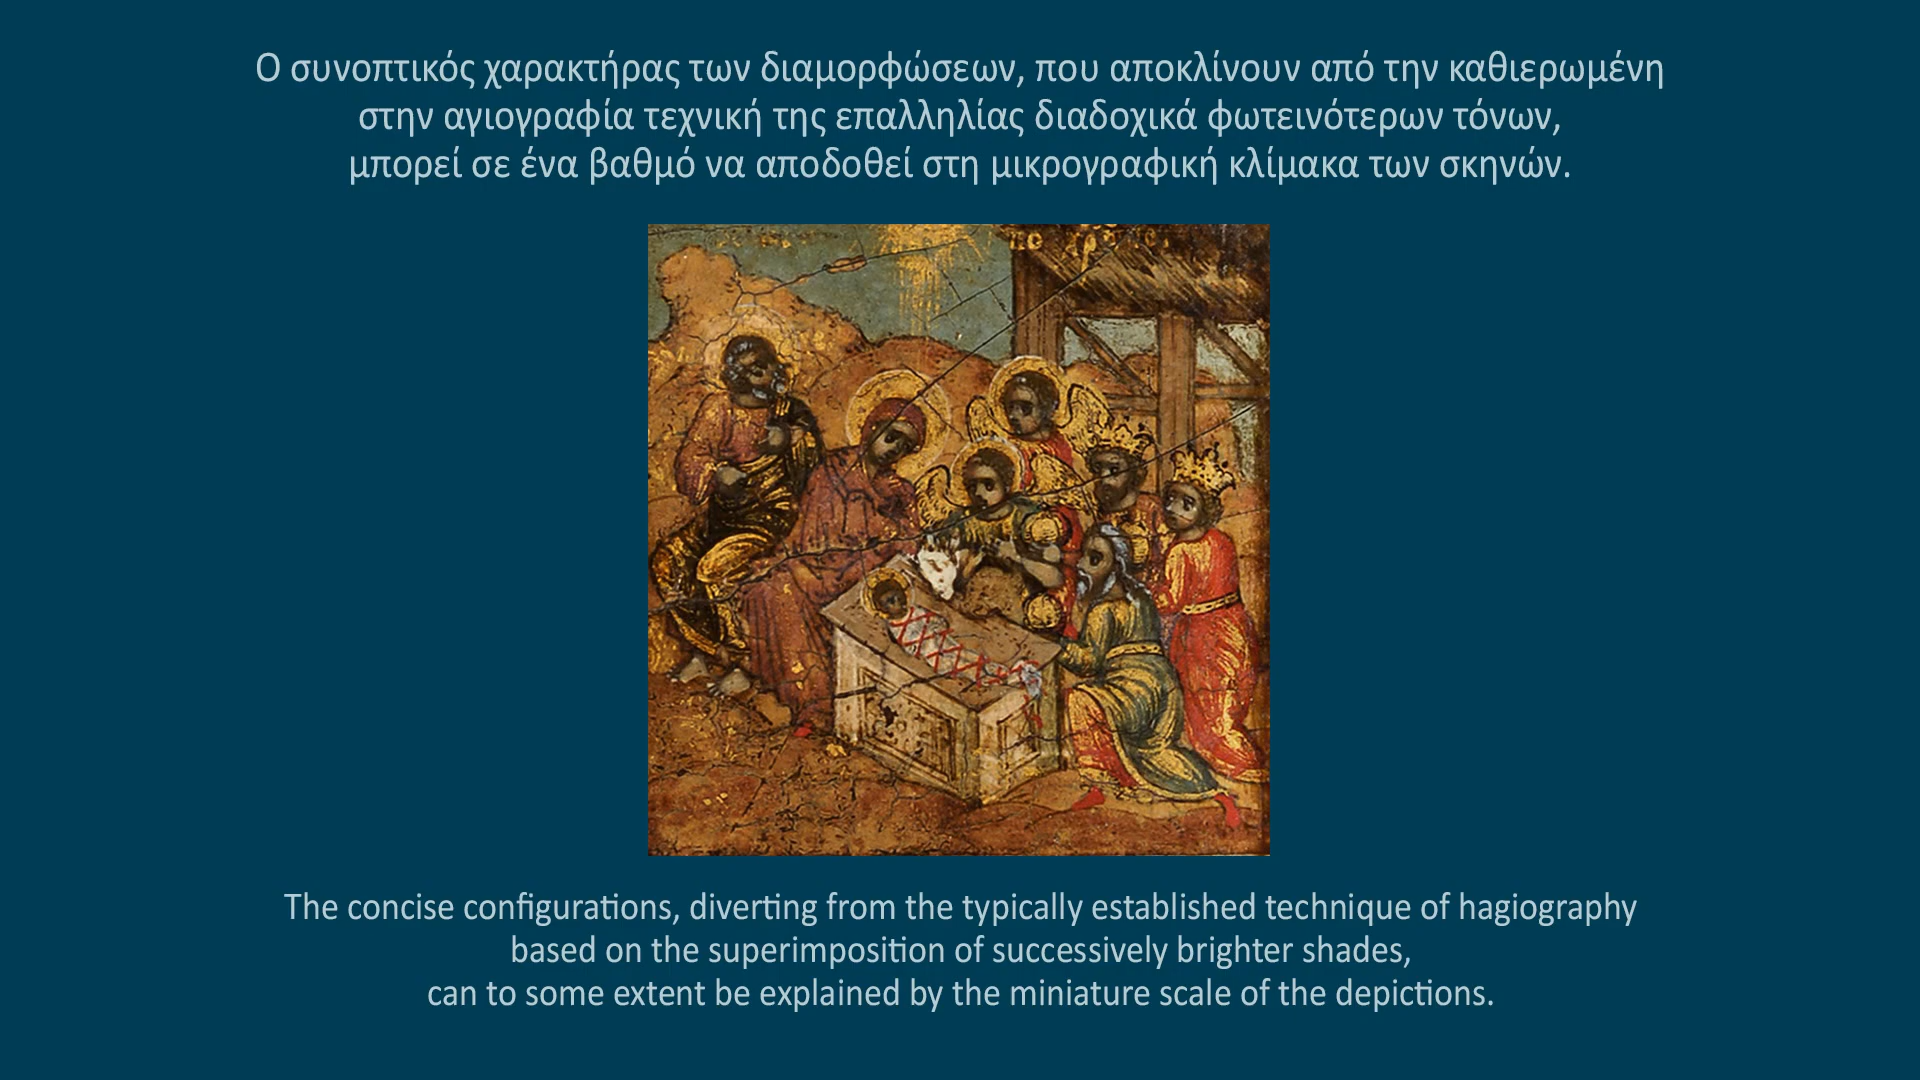 Ο συνοπτικός χαρακτήρας των διαμορφώσεων, που αποκλίνουν από την καθιερωμένη
στην αγιογραφία τεχνική της επαλληλίας διαδοχικά φωτεινότερων τόνων,
μπορεί σε ένα βαθμό να αποδοθεί στη μικρογραφική κλίμακα των σκηνών.
The concise configurations, diverting from the typically established technique of hagiography
based on the superimposition of successively brighter shades,
can to some extent be explained by the miniature scale of the depictions.